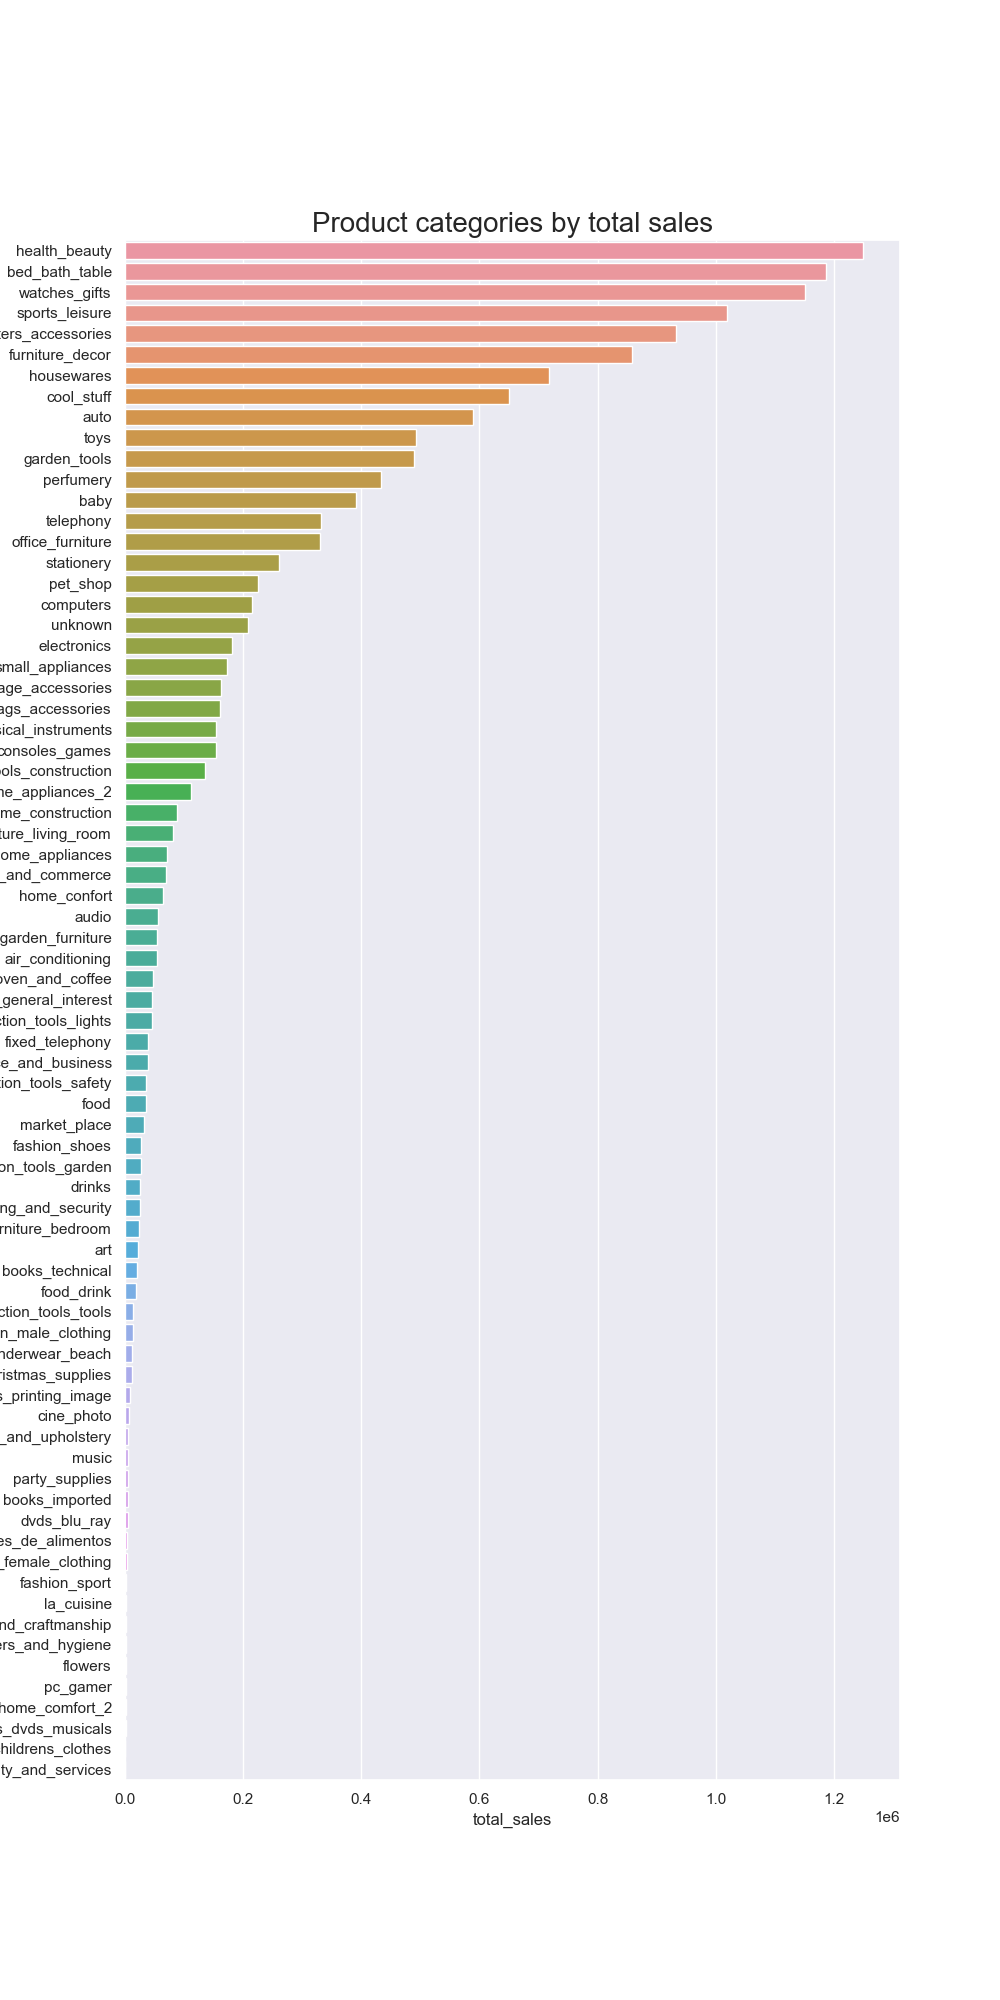 Product categories by total sales
health_beauty
bed_bath_table
watches_gifts
sports_leisure
ters_accessories
furniture_decor
housewares
cool_stuff
auto
toys
garden_tools
perfumery
baby
telephony
office_furniture
stationery
pet_shop
computers
unknown
electronics
small_appliances
age_accessories
ags_accessories
sical_instruments
consoles_games
ols_construction
me_appliances_2
me_construction
ture_living_room
ome_appliances
_and_commerce
home_confort
audio
garden_furniture
air_conditioning
oven_and_coffee
_general_interest
ction_tools_lights
fixed_telephony
ce_and_business
tion_tools_safety
food
market_place
fashion_shoes
on_tools_garden
drinks
ng_and_security
rniture_bedroom
art
books_technical
food_drink
ction_tools_tools
n_male_clothing
nderwear_beach
ristmas_supplies
s_printing_image
cine_photo
_and_upholstery
music
party_supplies
books_imported
dvds_blu_ray
es_de_alimentos
_female_clothing
fashion_sport
la_cuisine
nd_craftmanship
ers_and_hygiene
flowers
pc_gamer
home_comfort_2
s_dvds_musicals
hildrens_clothes
ty_and_services
0.0 0.2 0.4 0.6 0.8 1.0 1.2
1e6
total_sales